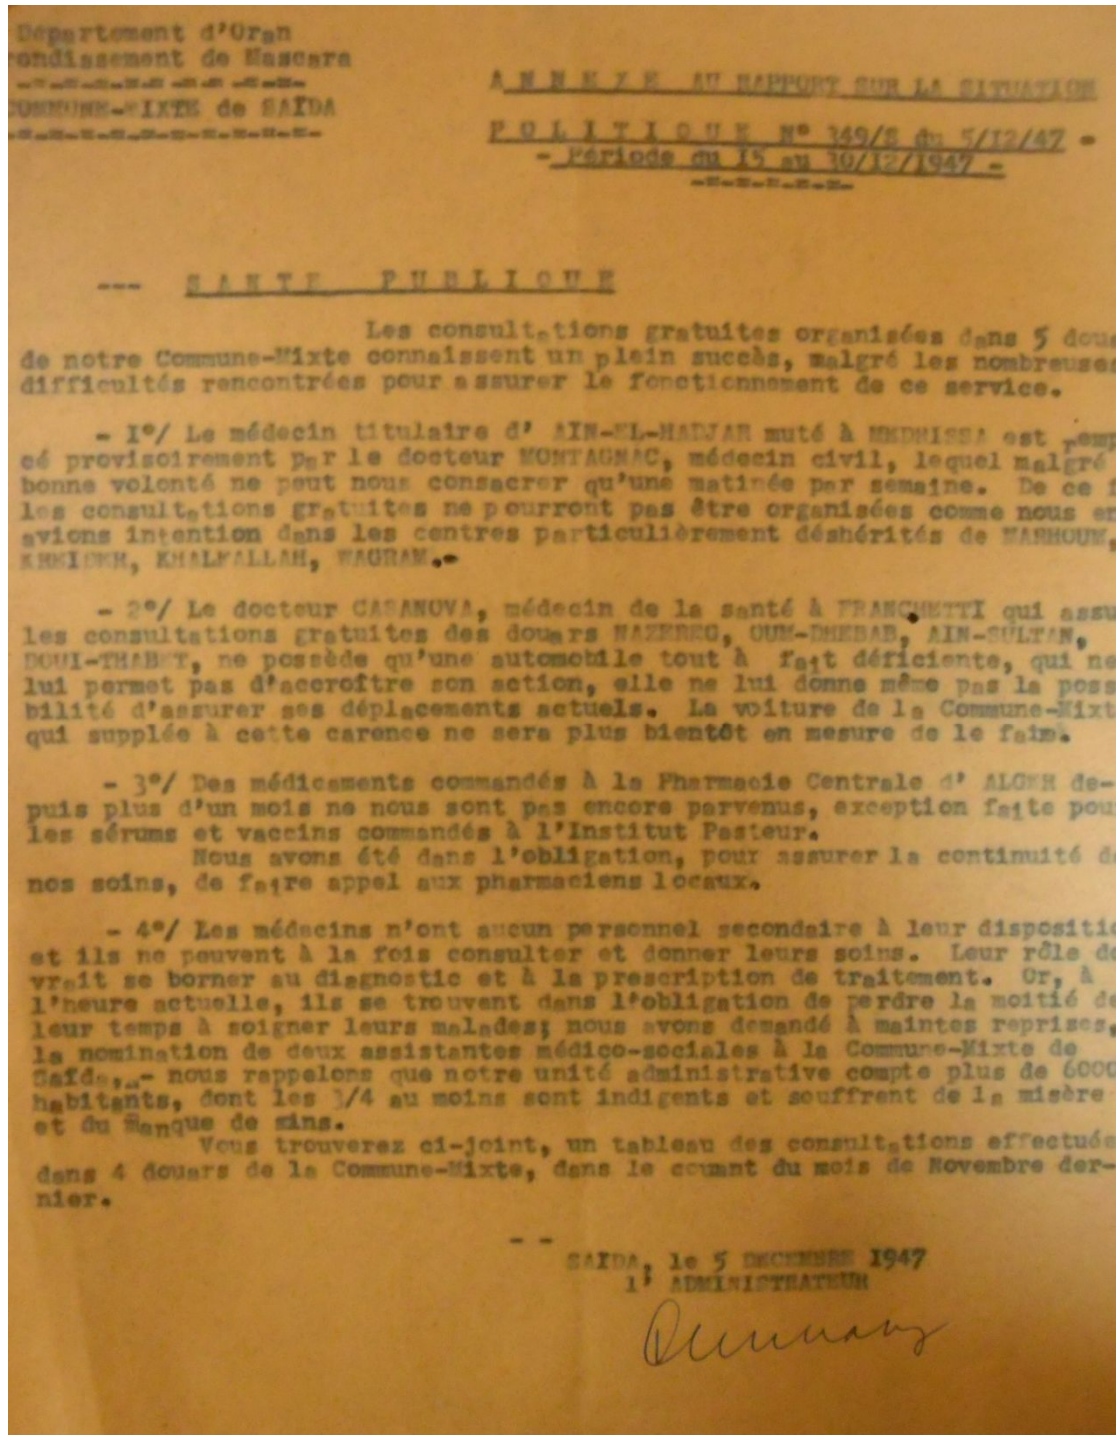 Département d'Oran
rondissement de Mascara
COMMUNE-MIXTE de SAÏDA
ANNEXE AU RAPPORT SUR LA SITUATION
POLITIQUE N° 349/S du 5/12/47 -
- Période du I5 au 30/12/1947 -
--- SANTE PUBLIQUE
Les consultations gratuites organisées dans 5 doua
de notre Commune-Mixte connaissent un plein succès, malgré les nombreuses
difficultés rencontrées pour assurer le fonctionnement de ce service.
- I°/ Le médecin titulaire d' AIN-EL-HADJAR muté à MEDRISSA est remp
cé provisoirement par le docteur MONTAGNAC, médecin civil, lequel malgré
bonne volonté ne peut nous consacrer qu'une matinée par semaine. De ce f
les consultations gratuites ne pourront pas être organisées comme nous en
avions intention dans les centres particulièrement déshérités de MARHOUM,
KREIDER, KHALFALLAH, WAGRAM.-
- 2°/ Le docteur CASANOVA, médecin de la santé à FRANCHETTI qui assu
les consultations gratuites des douars NAZEREG, OUM-DHEBAB, AIN-SULTAN,
DOUI-THABET, ne possède qu'une automobile tout à fait déficiente, qui ne
lui permet pas d'accroître son action, elle ne lui donne même pas la poss
bilité d'assurer ses déplacements actuels. La voiture de la Commune-Mixt
qui supplée à cette carence ne sera plus bientôt en mesure de le faire.
- 3°/ Des médicaments commandés à la Pharmacie Centrale d' ALGER de-
puis plus d'un mois ne nous sont pas encore parvenus, exception faite pou
les sérums et vaccins commandés à l'Institut Pasteur.
Nous avons été dans l'obligation, pour assurer la continuité de
nos soins, de faire appel aux pharmaciens locaux.
- 4°/ Les médecins n'ont aucun personnel secondaire à leur dispositio
et ils ne peuvent à la fois consulter et donner leurs soins. Leur rôle de
vrait se borner au diagnostic et à la prescription de traitement. Or, à
l'heure actuelle, ils se trouvent dans l'obligation de perdre la moitié de
leur temps à soigner leurs malades; nous avons demandé à maintes reprises,
la nomination de deux assistantes médico-sociales à la Commune-Mixte de
Saïda, - nous rappelons que notre unité administrative compte plus de 6000
habitants, dont les 3/4 au moins sont indigents et souffrent de la misère
et du manque de sins.
Vous trouverez ci-joint, un tableau des consultations effectuée
dans 4 douars de la Commune-Mixte, dans le courant du mois de Novembre der-
nier.
SAÏDA, le 5 DECEMBRE 1947
l' ADMINISTRATEUR